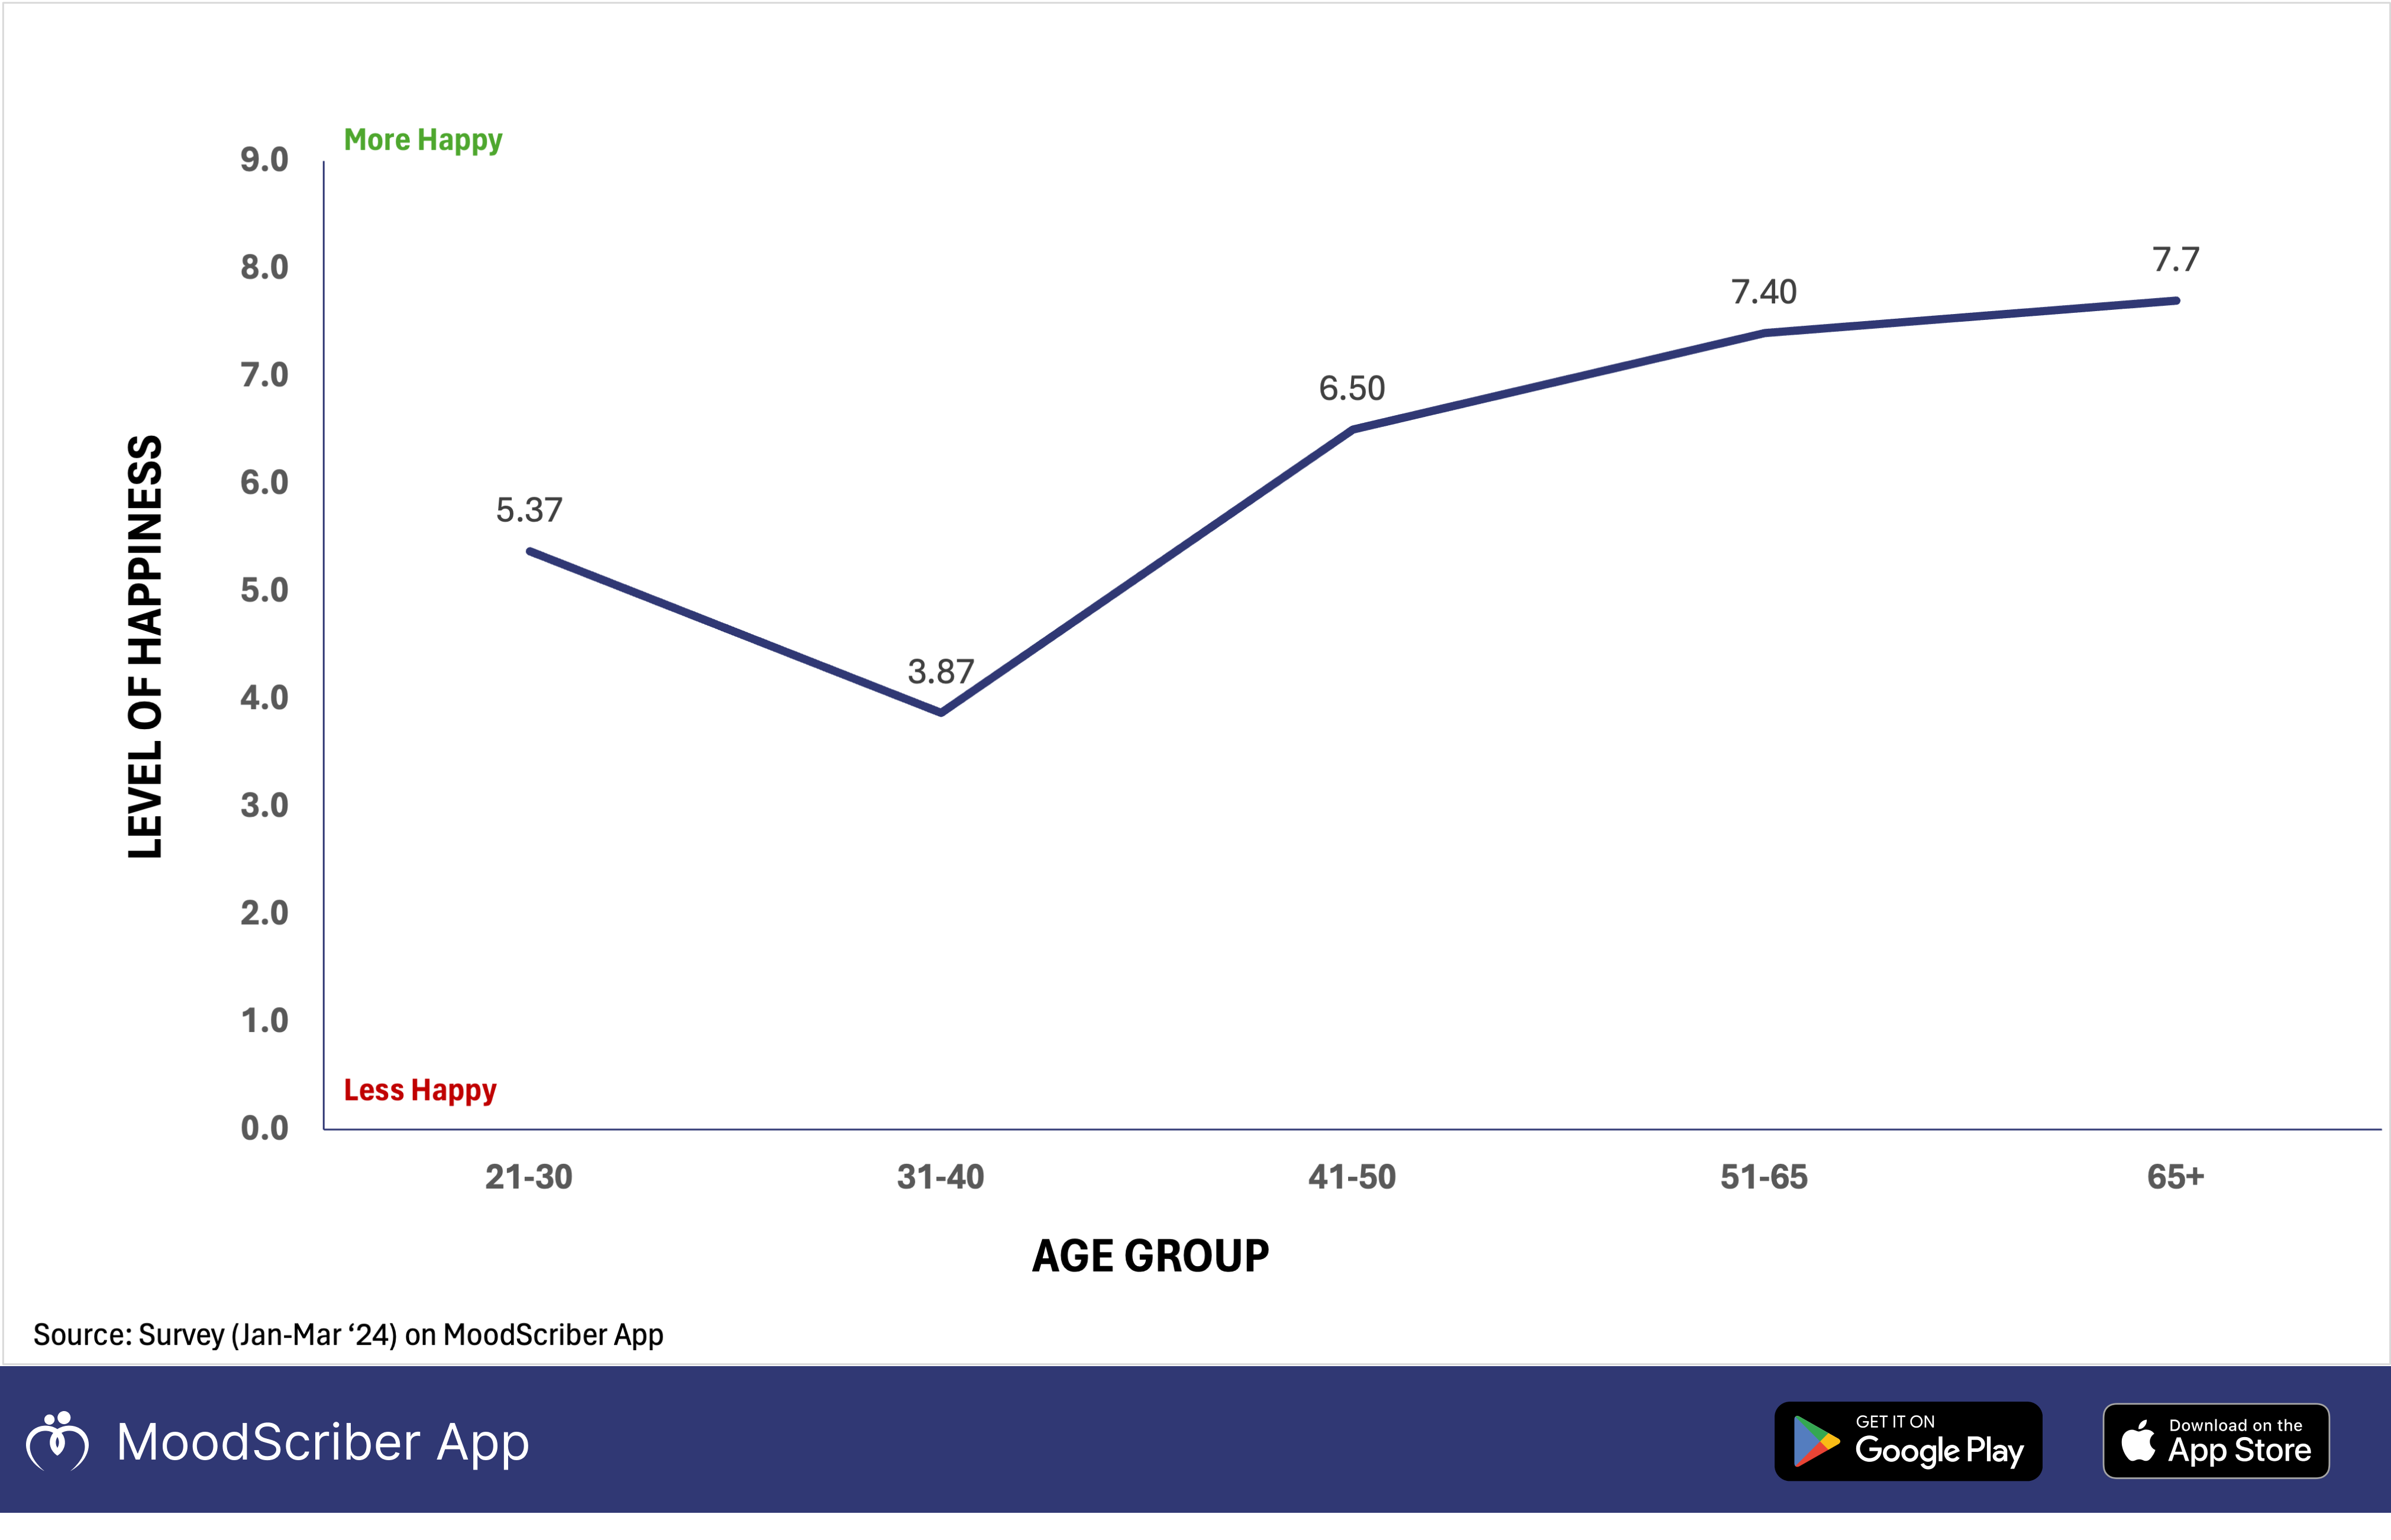 More Happy
9.0
8.0
7.0
6.0
5.0
4.0
3.0
2.0
1.0
0.0
LEVEL OF HAPPINESS
5.37
3.87
6.50
7.40
7.7
Less Happy
21-30
31-40
41-50
51-65
65+
AGE GROUP
Source: Survey (Jan-Mar ‘24) on MoodScriber App
MoodScriber App
GET IT ON
Google Play
Download on the
App Store